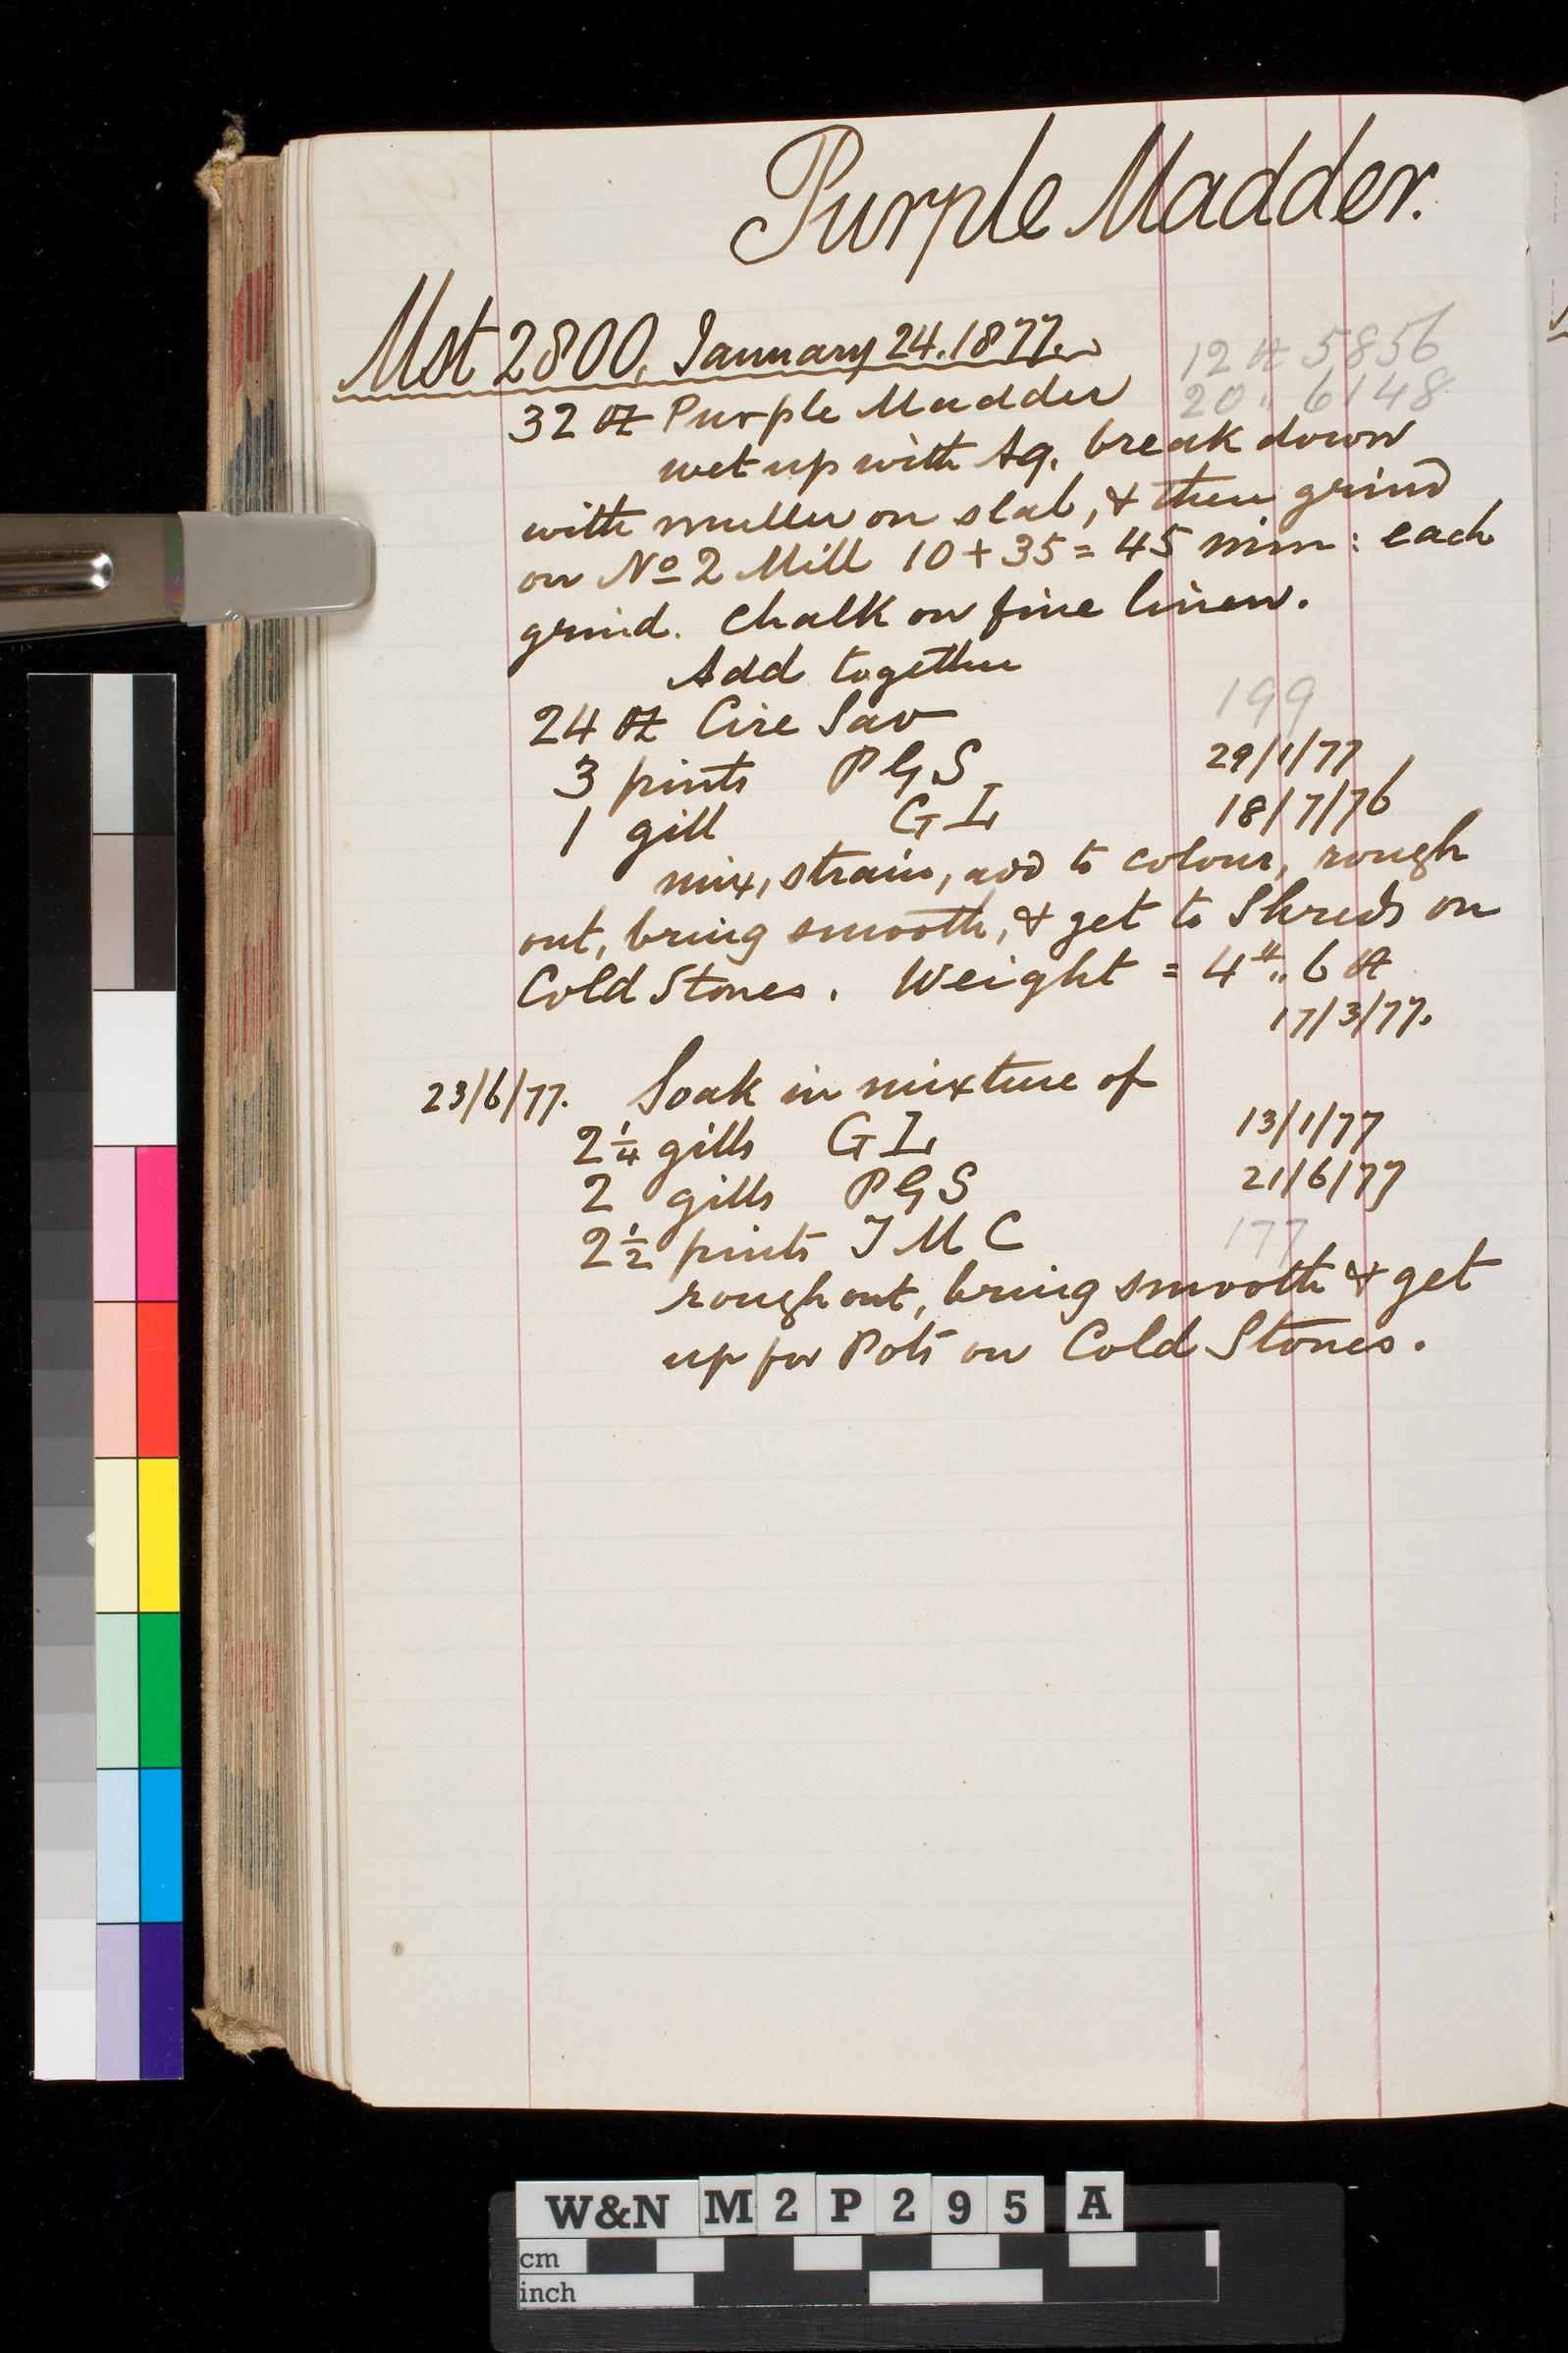 Purple Madder.
Mst 2800, January 24. 1877.
12 oz 5856
32 oz Purple Madder 20 " 6148
wet up with Aq. break down
with muller on slab, & then grind
on No 2 Mill 10 + 35 = 45 min: each
grind. Chalk on fine linen.
Add together
24 oz Cire Sav 199
3 pints PGS 29/1/77
1 gill GL 18/7/76
mix, strain, add to colour, rough
out, bring smooth, & get to Shreds on
Cold Stones. Weight = 4 lb .. 6 oz
17/3/77.
23/6/77. Soak in mixture of
2 1/4 gills GL 13/1/77
2 gills PGS 21/6/77
2 1/2 pints JMC 177
rough out, bring smooth & get
up for Pots on Cold Stones.
W&N M 2 P 2 9 5 A
cm
inch